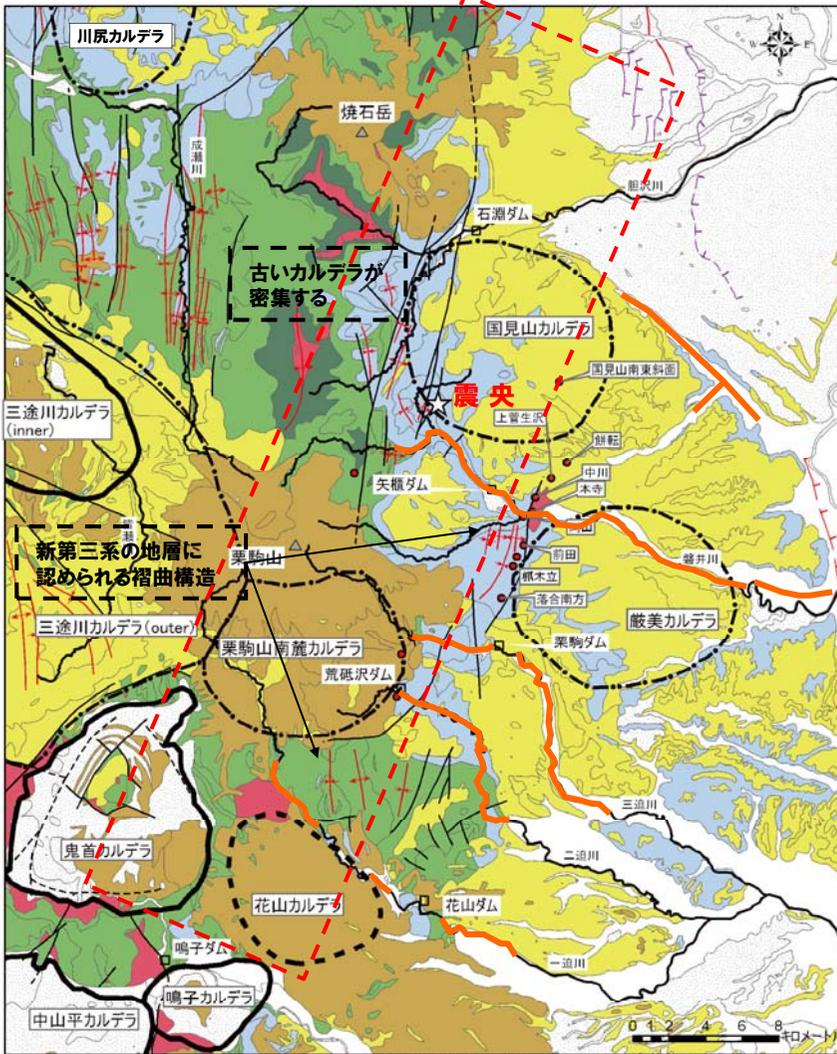 川尻カルデラ
N
W
E
S
焼石岳
成瀬川
胆沢川
石淵ダム
古いカルデラが
密集する
国見山カルデラ
国見山南東斜面
震央
三途川カルデラ
(inner)
上菅生沢
餅転
中川
本寺
矢櫃ダム
新第三系の地層に
認められる褶曲構造
栗駒山
前田
磐井川
落合南方
厳美カルデラ
三途川カルデラ(outer)
栗駒山南麓カルデラ
栗駒ダム
荒砥沢ダム
三迫川
二迫川
鬼首カルデラ
花山カルデラ
花山ダム
鳴子ダム
一迫川
鳴子カルデラ
中山平カルデラ
0 1 2 4 6 8
キロメートル